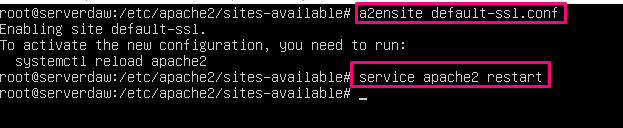 root@serverdaw:/etc/apache2/sites-available# a2ensite default-ssl.conf
Enabling site default-ssl.
To activate the new configuration, you need to run:
  systemctl reload apache2
root@serverdaw:/etc/apache2/sites-available# service apache2 restart
root@serverdaw:/etc/apache2/sites-available# _